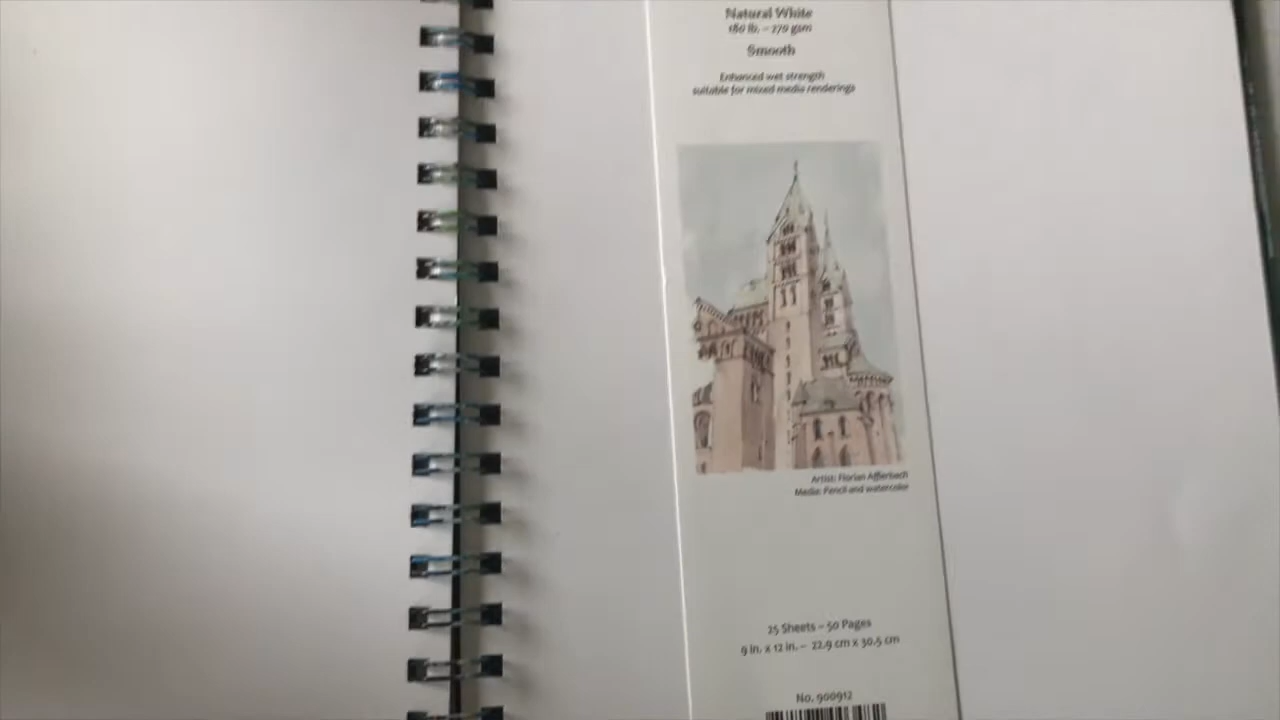 Natural White
180 lb. – 270 gsm
Smooth
Enhanced wet strength
suitable for mixed media renderings
Artist: Florian Afflerbach
Media: Pencil and watercolor
25 Sheets – 50 Pages
9 in. x 12 in. – 22.9 cm x 30.5 cm
No. 900912